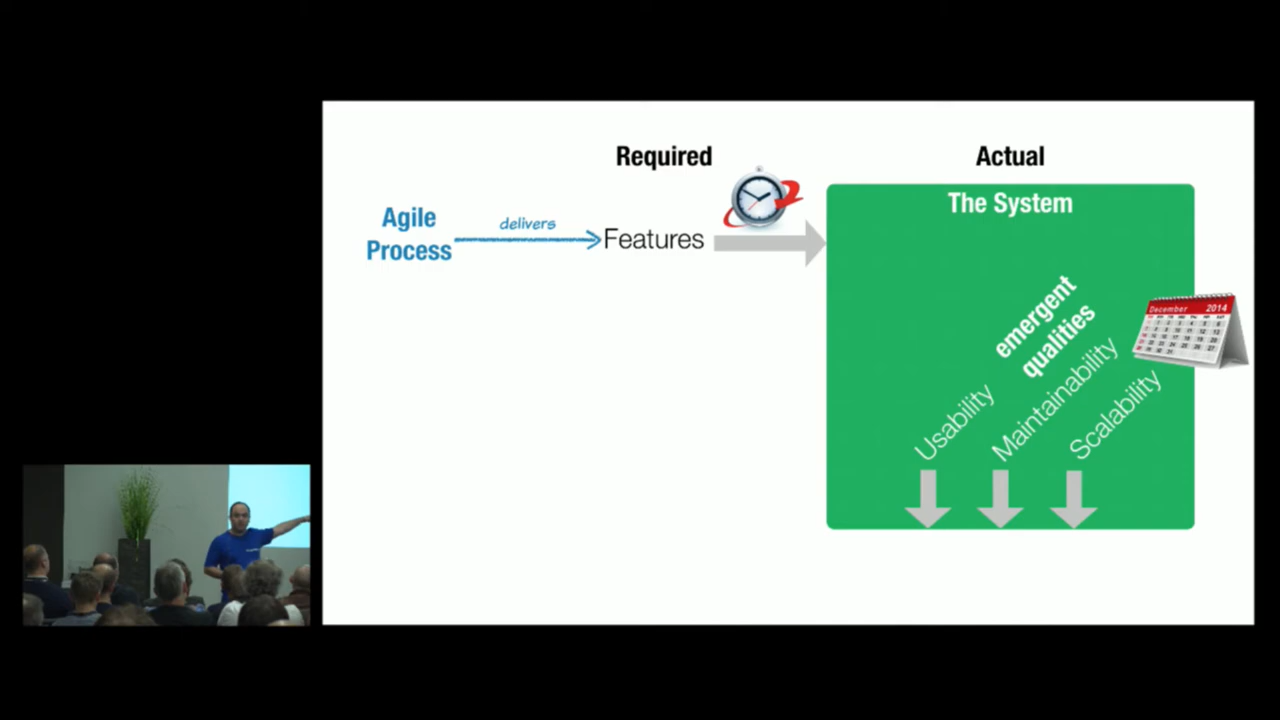 Required
Actual
Agile
Process
delivers
Features
The System
emergent
qualities
Usability
Maintainability
Scalability
December 2014